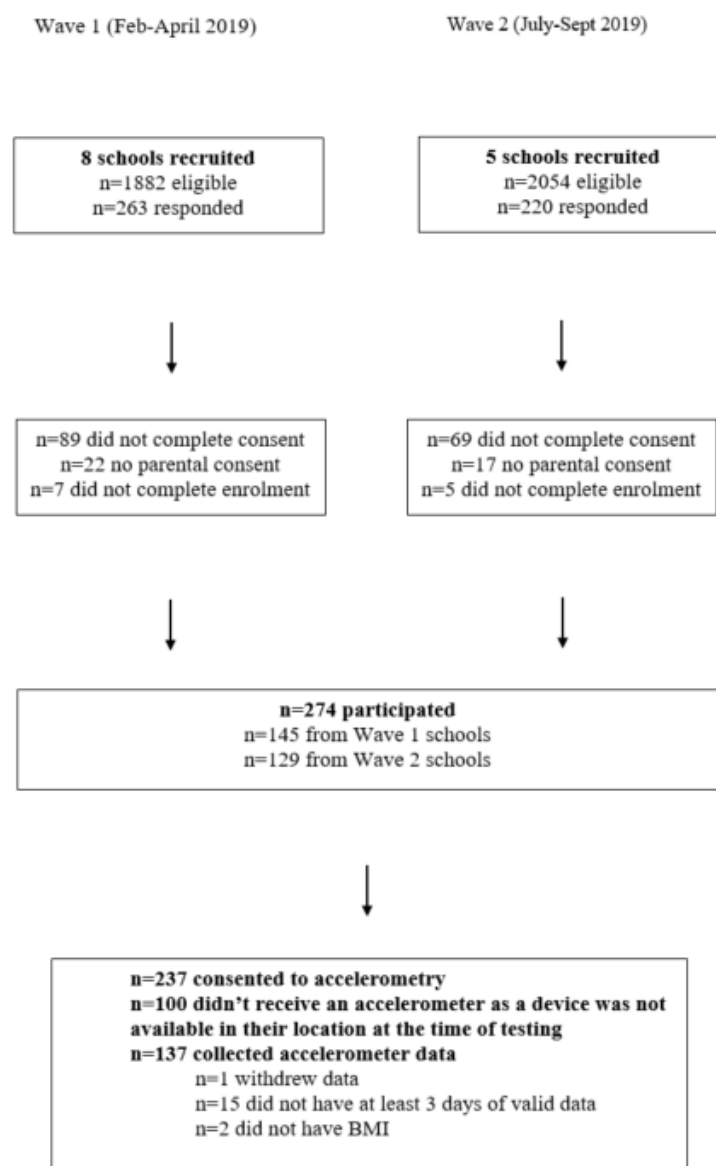 Wave 1 (Feb-April 2019)
Wave 2 (July-Sept 2019)
8 schools recruited
n=1882 eligible
n=263 responded
5 schools recruited
n=2054 eligible
n=220 responded
n=89 did not complete consent
n=22 no parental consent
n=7 did not complete enrolment
n=69 did not complete consent
n=17 no parental consent
n=5 did not complete enrolment
n=274 participated
n=145 from Wave 1 schools
n=129 from Wave 2 schools
n=237 consented to accelerometry
n=100 didn't receive an accelerometer as a device was not
available in their location at the time of testing
n=137 collected accelerometer data
n=1 withdrew data
n=15 did not have at least 3 days of valid data
n=2 did not have BMI